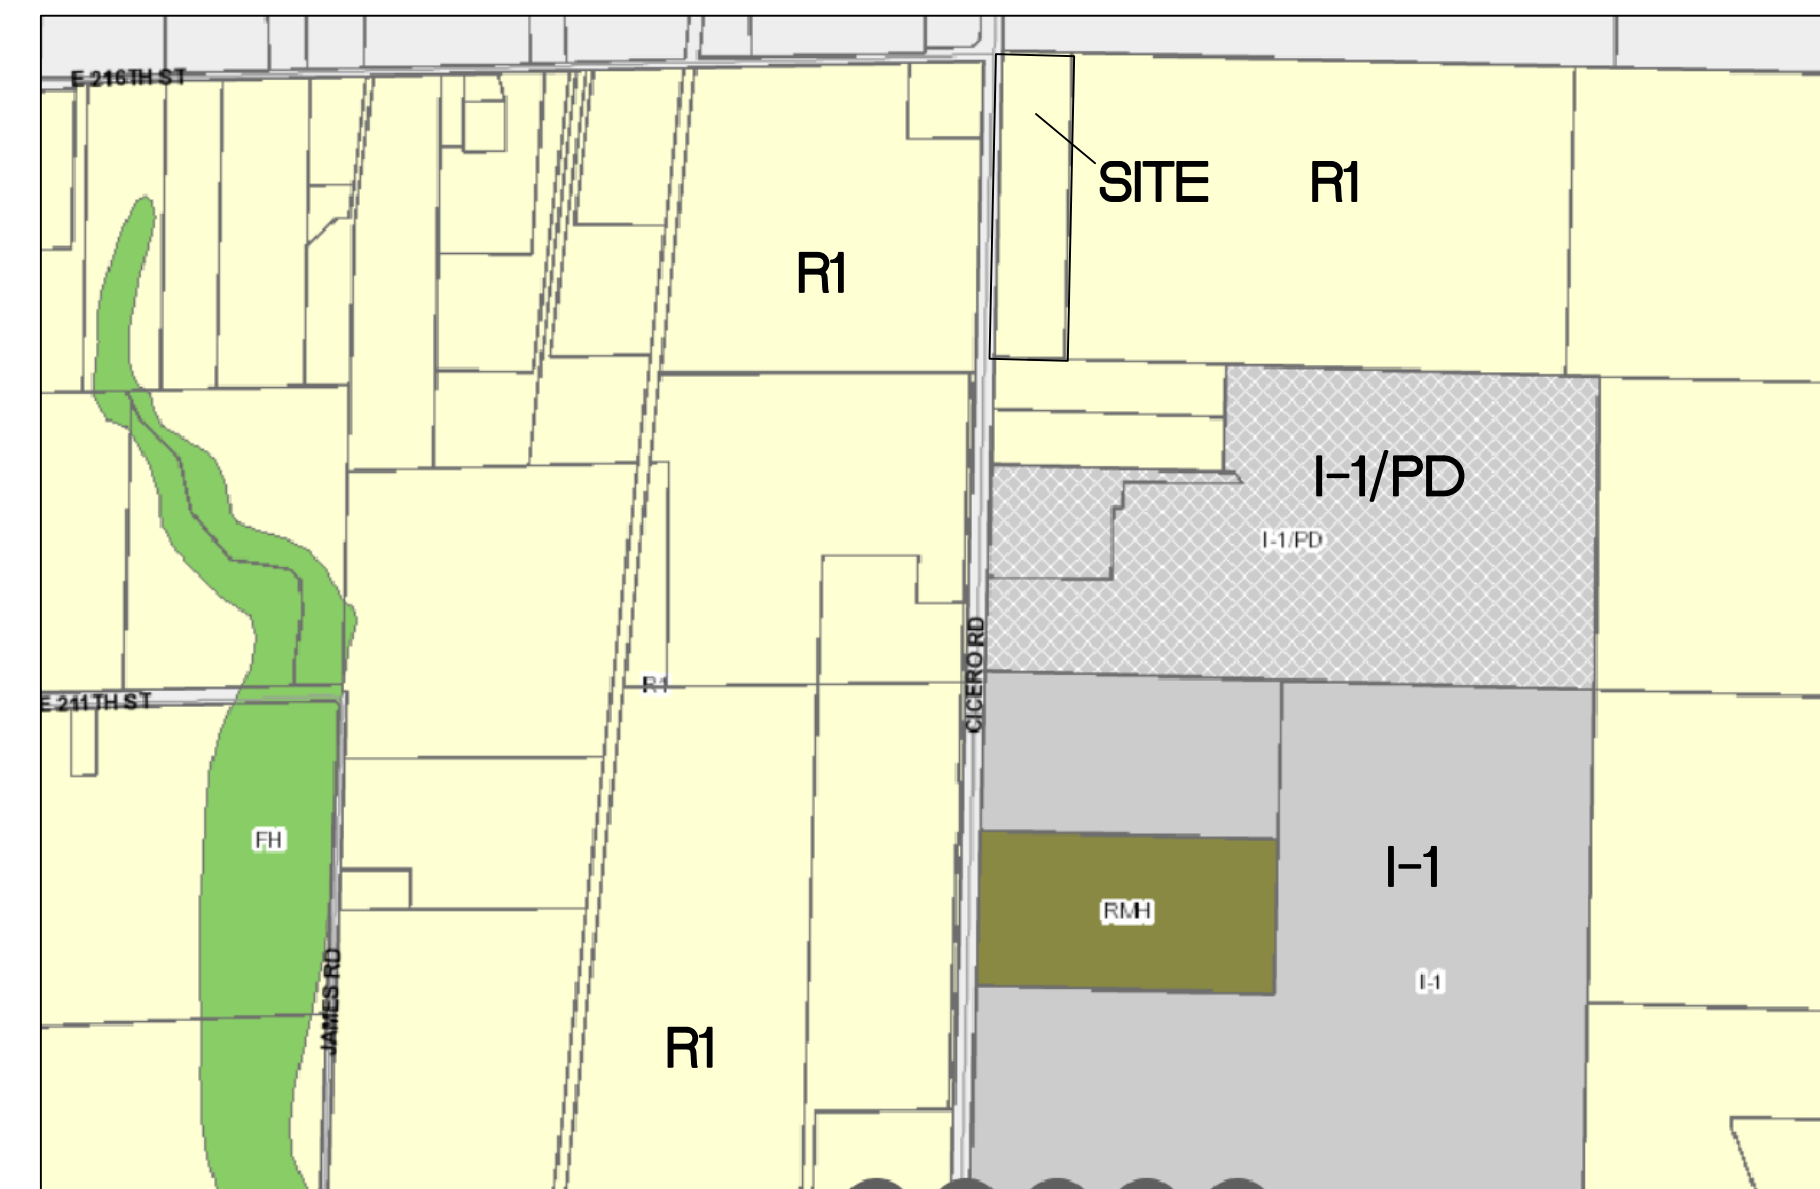 E 216TH ST
SITE
R1
R1
I-1/PD
I-1/PD
CICERO RD
R1
E 211TH ST
FH
I-1
RMH
I-1
JAMES RD
R1